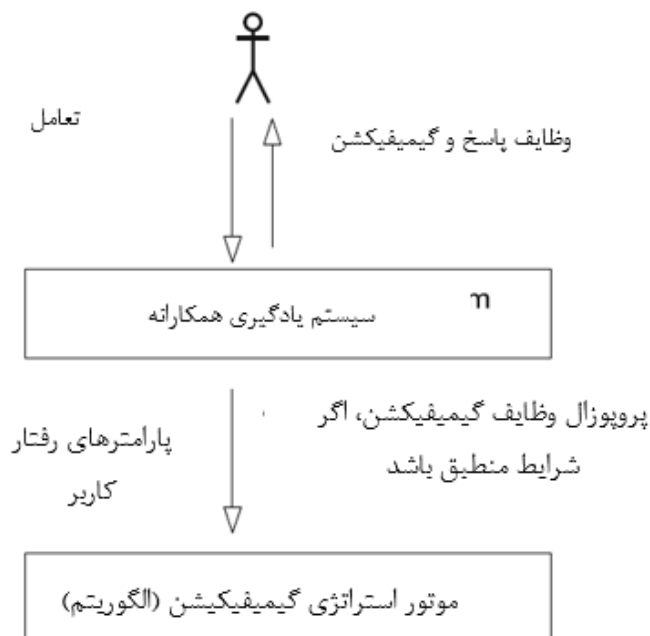 تعامل
وظایف پاسخ و گیمیفیکشن
سیستم یادگیری همکارانه
m
پروپوزال وظایف گیمیفیکشن، اگر
شرایط منطبق باشد
پارامترهای رفتار
کاربر
موتور استراتژی گیمیفیکیشن (الگوریتم)